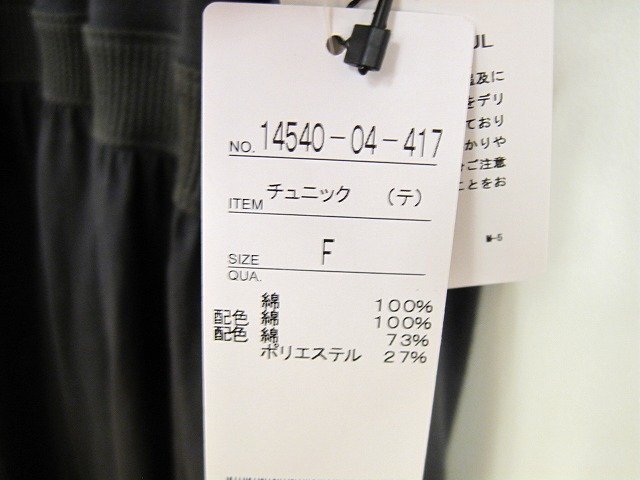 NO. 14540-04-417
ITEM チュニック (テ)
SIZE F
QUA.
綿 100%
配色 綿 100%
配色 綿 73%
ポリエステル 27%
UL
及に
をデリ
ており
かりや
ご注意
ことをお
M-5